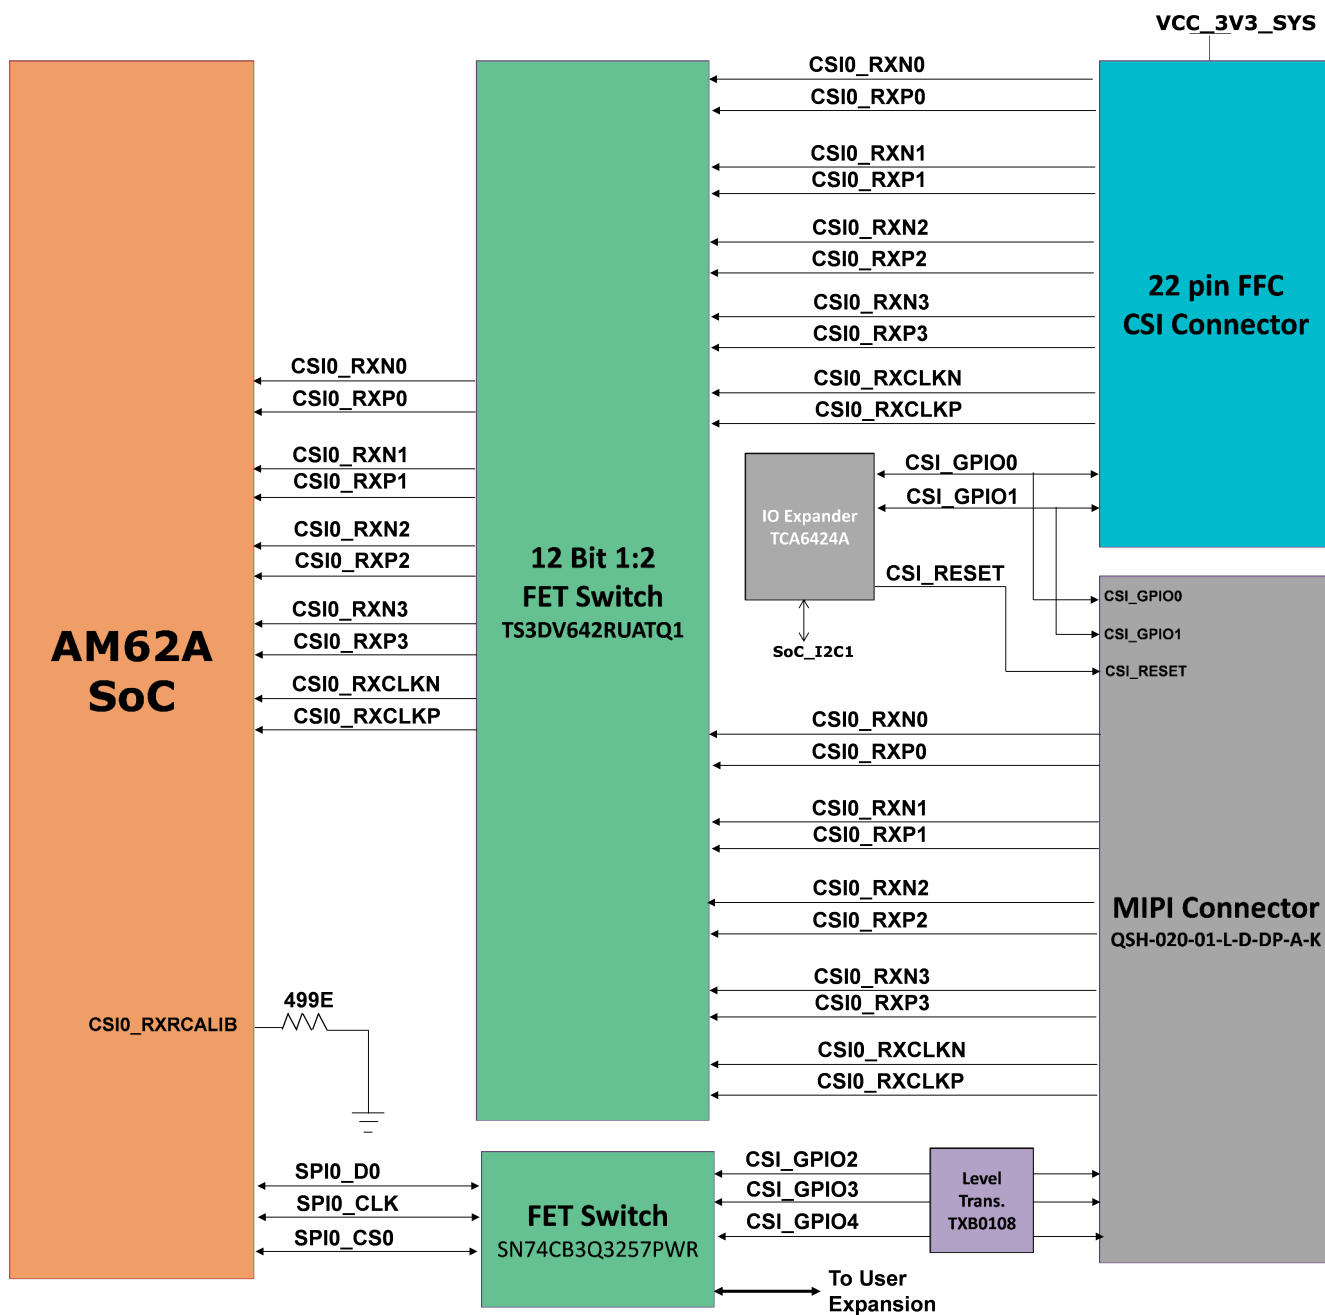 VCC_3V3_SYS
CSI0_RXN0
CSI0_RXP0
CSI0_RXN1
CSI0_RXP1
CSI0_RXN2
CSI0_RXP2
CSI0_RXN3
CSI0_RXP3
CSI0_RXCLKN
CSI0_RXCLKP
22 pin FFC
CSI Connector
CSI0_RXN0
CSI0_RXP0
CSI0_RXN1
CSI0_RXP1
CSI0_RXN2
CSI0_RXP2
CSI0_RXN3
CSI0_RXP3
CSI0_RXCLKN
CSI0_RXCLKP
AM62A
SoC
12 Bit 1:2
FET Switch
TS3DV642RUATQ1
IO Expander
TCA6424A
CSI_GPIO0
CSI_GPIO1
CSI_RESET
SoC_I2C1
CSI_GPIO0
CSI_GPIO1
CSI_RESET
CSI0_RXN0
CSI0_RXP0
CSI0_RXN1
CSI0_RXP1
CSI0_RXN2
CSI0_RXP2
CSI0_RXN3
CSI0_RXP3
CSI0_RXCLKN
CSI0_RXCLKP
MIPI Connector
QSH-020-01-L-D-DP-A-K
499E
CSI0_RXRCALIB
SPI0_D0
SPI0_CLK
SPI0_CS0
FET Switch
SN74CB3Q3257PWR
CSI_GPIO2
CSI_GPIO3
CSI_GPIO4
Level
Trans.
TXB0108
To User
Expansion